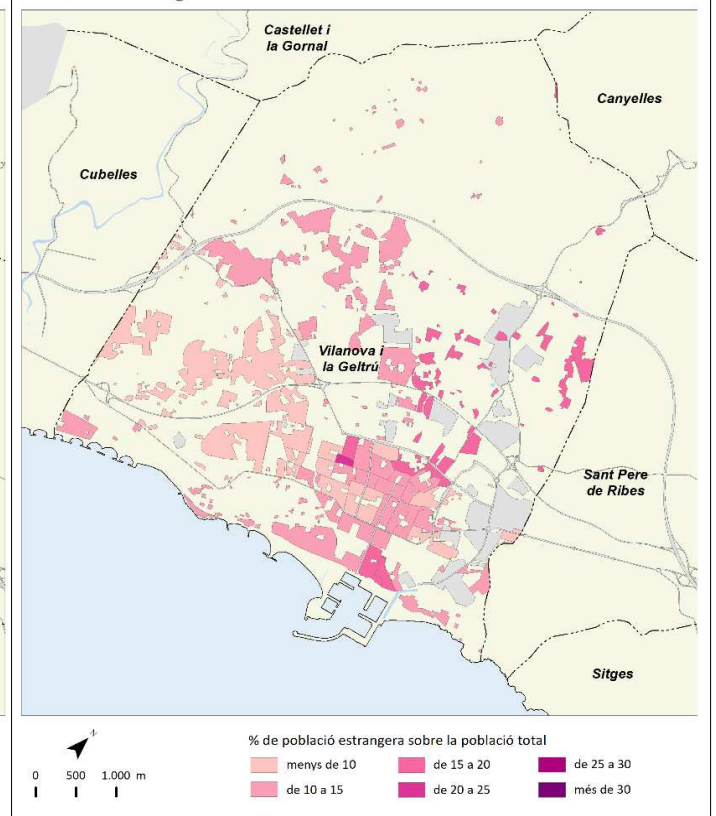 Castellet i
la Gornal
Canyelles
Cubelles
Vilanova i
la Geltrú
Sant Pere
de Ribes
Sitges
N
% de població estrangera sobre la població total
0 500 1.000 m
menys de 10
de 15 a 20
de 25 a 30
de 10 a 15
de 20 a 25
més de 30